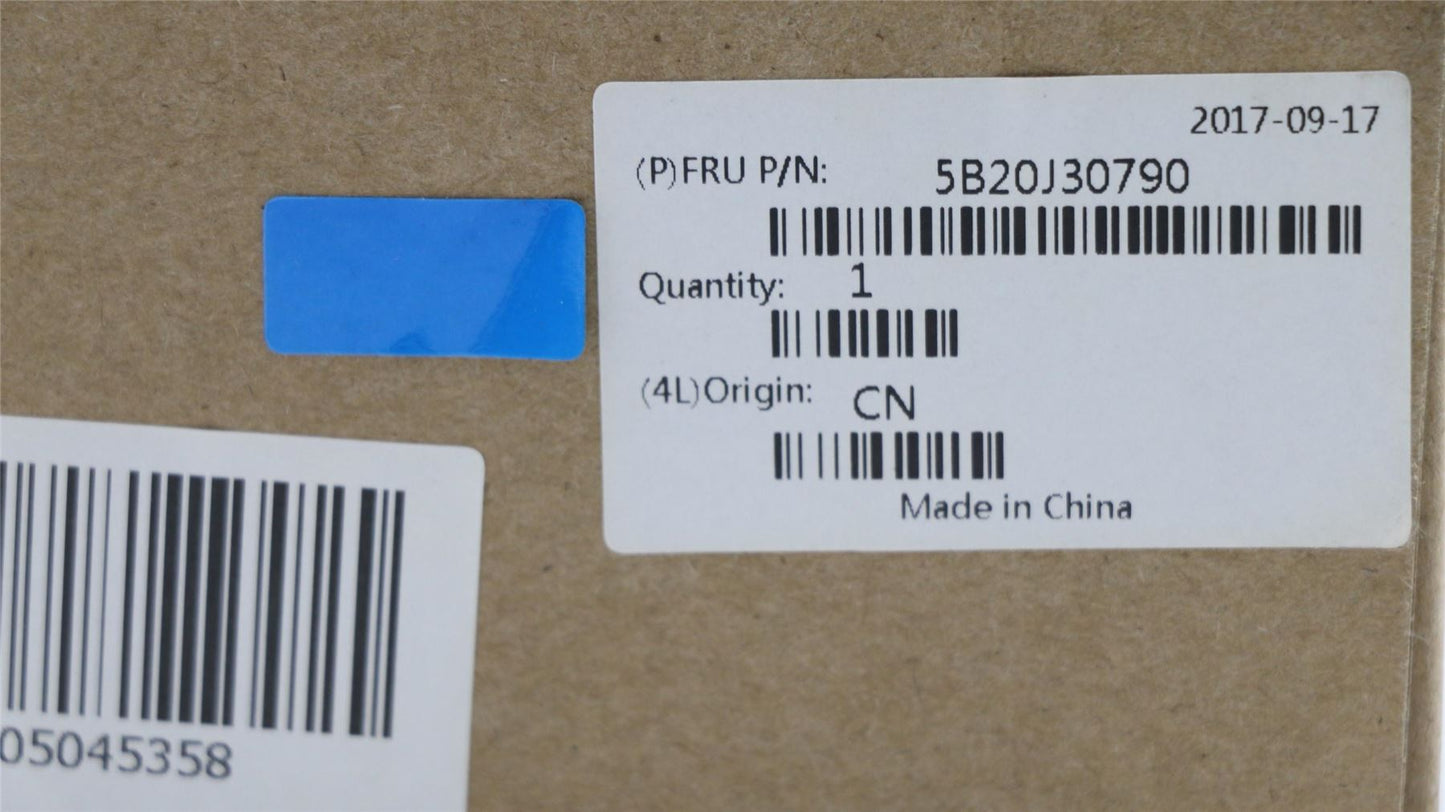 2017-09-17
(P)FRU P/N: 5B20J30790
Quantity: 1
(4L)Origin: CN
Made in China
05045358